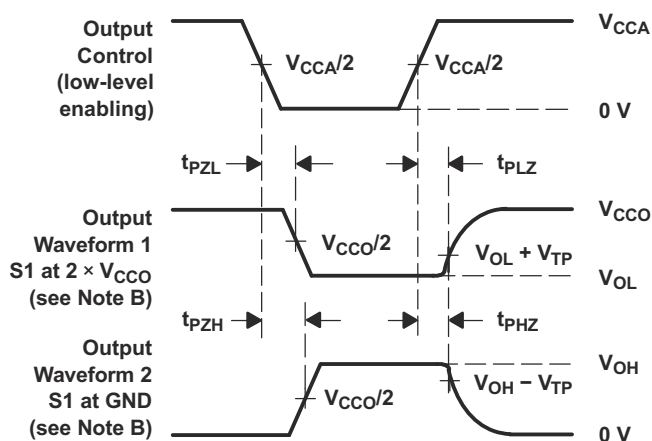 Output
Control
(low-level
enabling)
V_CCA
V_CCA/2
V_CCA/2
0 V
t_PZL
t_PLZ
Output
Waveform 1
S1 at 2 × V_CCO
(see Note B)
V_CCO
V_CCO/2
V_OL + V_TP
V_OL
t_PZH
t_PHZ
Output
Waveform 2
S1 at GND
(see Note B)
V_OH
V_CCO/2
V_OH − V_TP
0 V